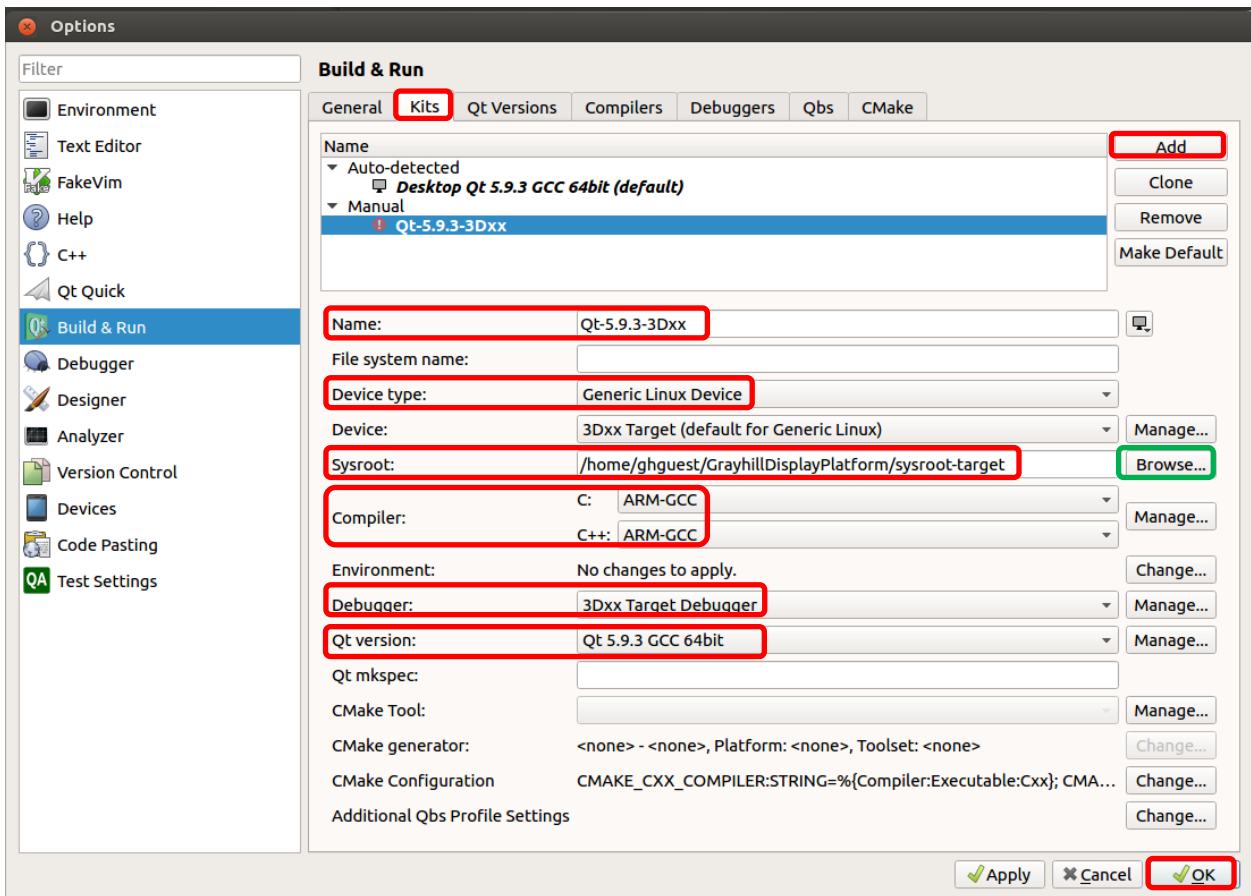 Options
Filter
Environment
Text Editor
FakeVim
Help
C++
Qt Quick
Build & Run
Debugger
Designer
Analyzer
Version Control
Devices
Code Pasting
QA Test Settings
Build & Run
General Kits Qt Versions Compilers Debuggers Qbs CMake
Name
Auto-detected
Desktop Qt 5.9.3 GCC 64bit (default)
Manual
Qt-5.9.3-3Dxx
Add
Clone
Remove
Make Default
Name: Qt-5.9.3-3Dxx
File system name:
Device type: Generic Linux Device
Device: 3Dxx Target (default for Generic Linux) Manage...
Sysroot: /home/ghguest/GrayhillDisplayPlatform/sysroot-target Browse...
Compiler: C: ARM-GCC
C++: ARM-GCC Manage...
Environment: No changes to apply. Change...
Debugger: 3Dxx Target Debugger Manage...
Qt version: Qt 5.9.3 GCC 64bit Manage...
Qt mkspec:
CMake Tool: Manage...
CMake generator: <none> - <none>, Platform: <none>, Toolset: <none> Change...
CMake Configuration CMAKE_CXX_COMPILER:STRING=%{Compiler:Executable:Cxx}; CMA... Change...
Additional Qbs Profile Settings Change...
Apply Cancel OK